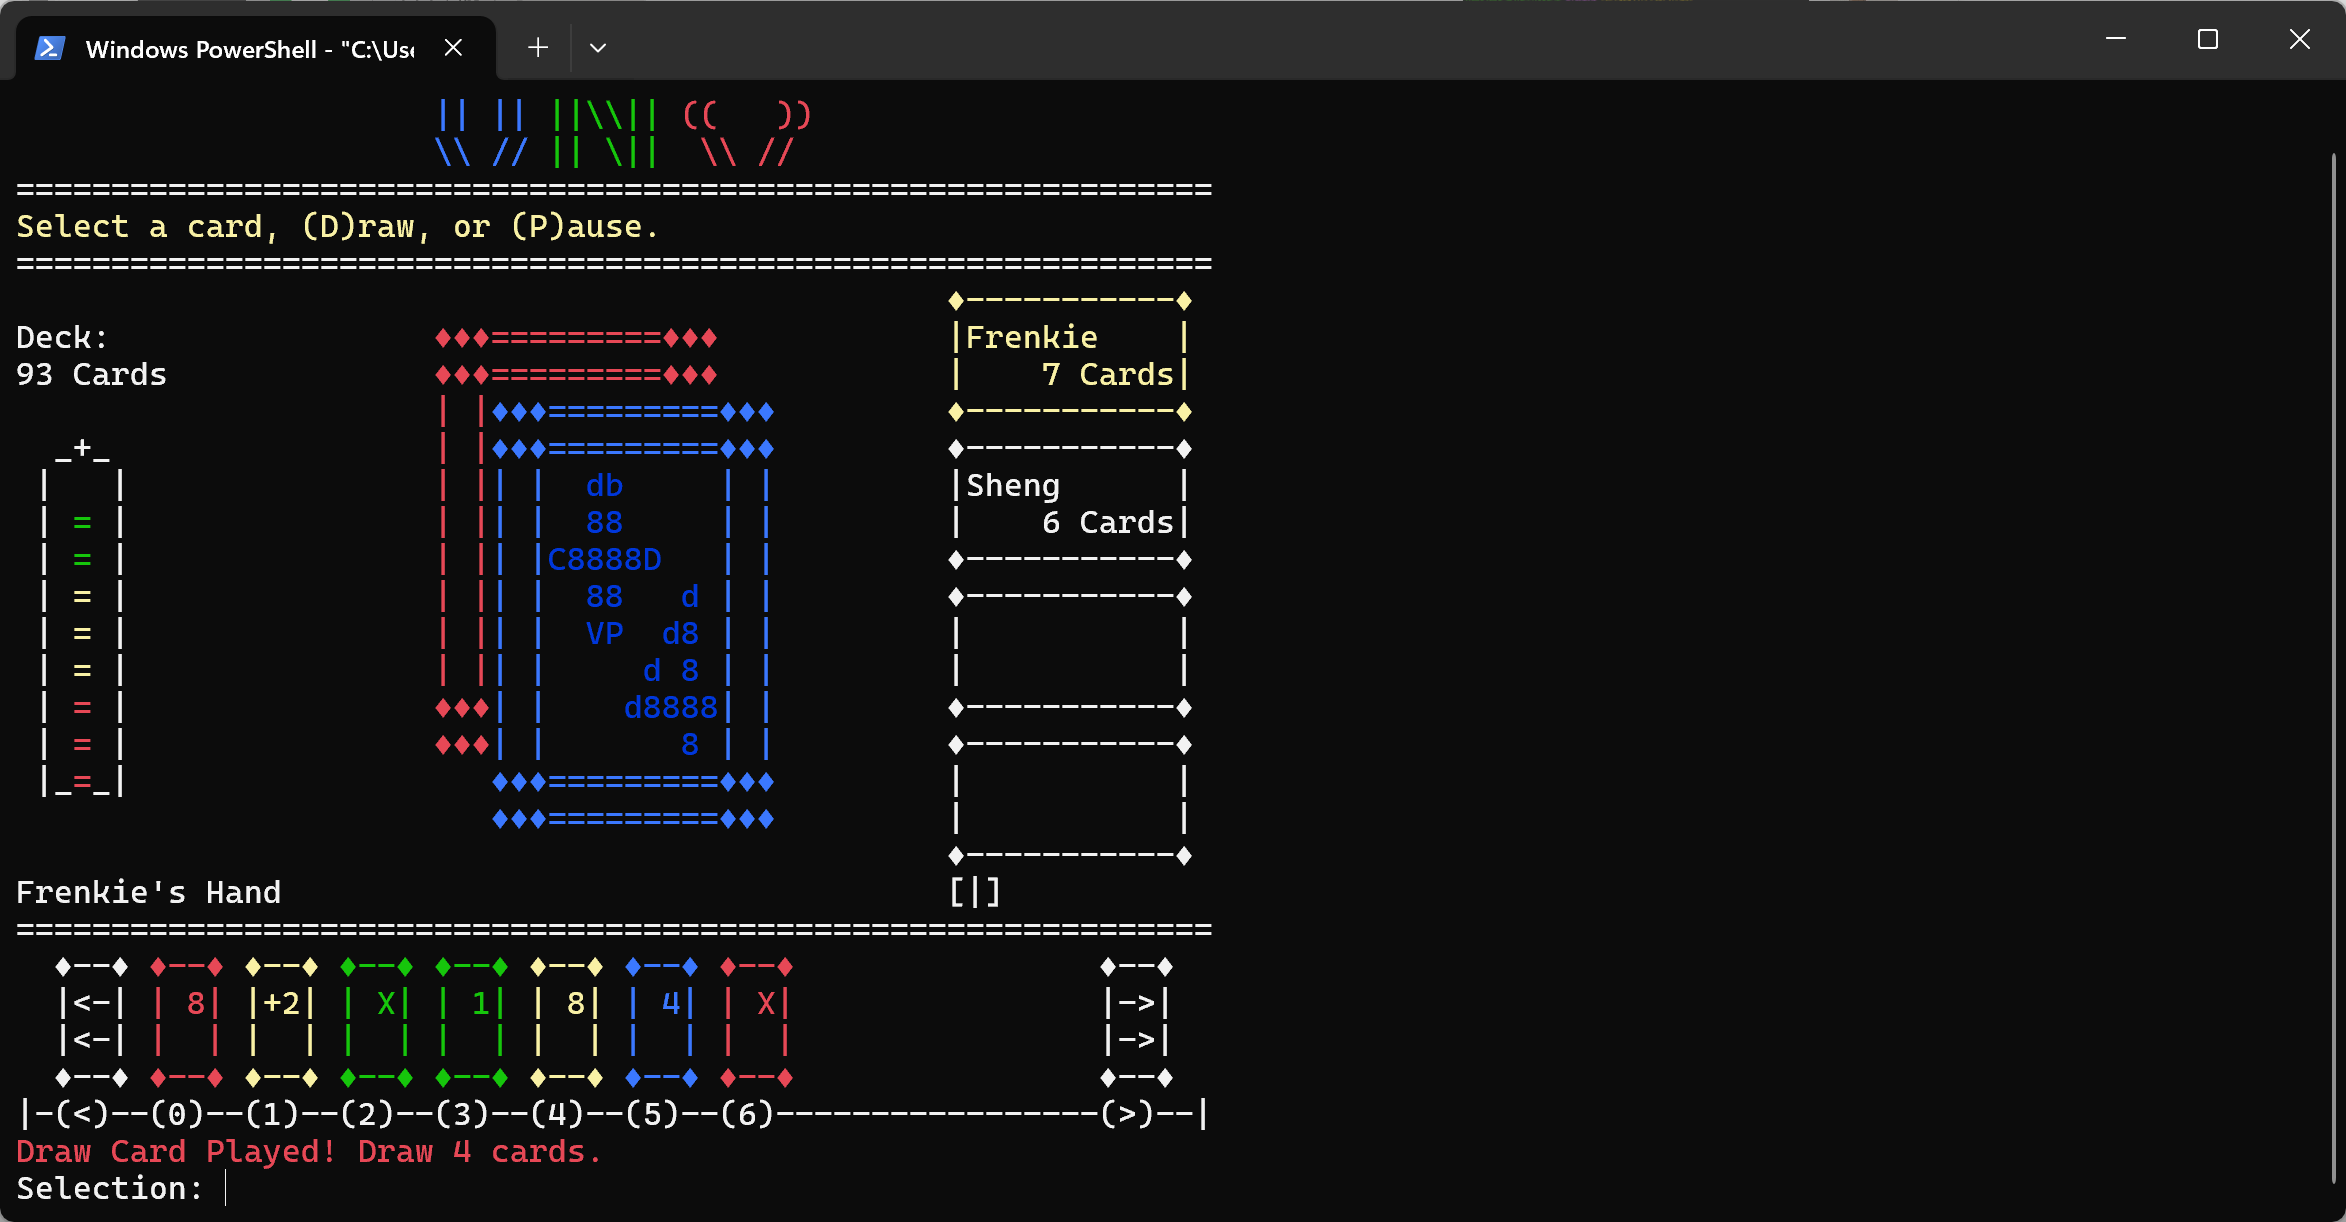 Windows PowerShell - "C:\Use
|| || ||\\|| ((   ))
\\ // || \||  \\ //
===============================================================
Select a card, (D)raw, or (P)ause.
===============================================================
♦-----------♦
Deck: ♦♦♦=========♦♦♦ |Frenkie    |
93 Cards ♦♦♦=========♦♦♦ |    7 Cards|
| |♦♦♦=========♦♦♦ ♦-----------♦
_+_ | |♦♦♦=========♦♦♦ ♦-----------♦
|   | | || |  db     | | |Sheng      |
| = | | || |  88     | | |    6 Cards|
| = | | || |C8888D   | | ♦-----------♦
| = | | || |  88   d | | ♦-----------♦
| = | | || |  VP  d8 | | |           |
| = | | || |     d 8 | | |           |
| = | ♦♦♦| |    d8888| | ♦-----------♦
| = | ♦♦♦| |       8 | | ♦-----------♦
|_=_| ♦♦♦=========♦♦♦ |           |
♦♦♦=========♦♦♦ |           |
♦-----------♦
Frenkie's Hand [|]
===============================================================
♦--♦ ♦--♦ ♦--♦ ♦--♦ ♦--♦ ♦--♦ ♦--♦ ♦--♦ ♦--♦
|<-| | 8| |+2| | X| | 1| | 8| | 4| | X| |->|
|<-| |  | |  | |  | |  | |  | |  | |  | |->|
♦--♦ ♦--♦ ♦--♦ ♦--♦ ♦--♦ ♦--♦ ♦--♦ ♦--♦ ♦--♦
|-(<)--(0)--(1)--(2)--(3)--(4)--(5)--(6)-----------------(>)--|
Draw Card Played! Draw 4 cards.
Selection: